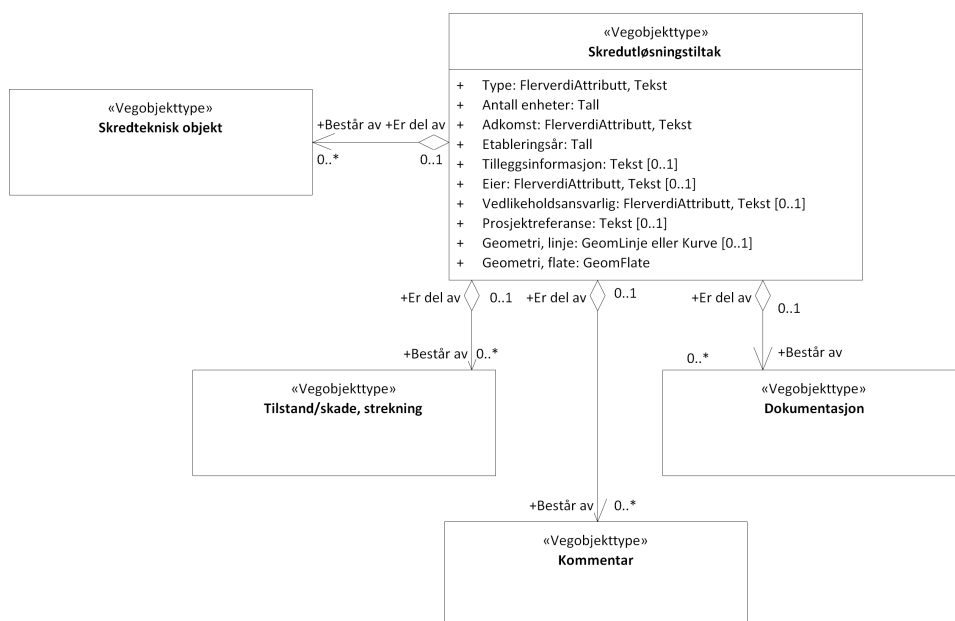 «Vegobjekttype»
Skredutløsningstiltak
+ Type: FlerverdiAttributt, Tekst
+ Antall enheter: Tall
+ Adkomst: FlerverdiAttributt, Tekst
+ Etableringsår: Tall
+ Tilleggsinformasjon: Tekst [0..1]
+ Eier: FlerverdiAttributt, Tekst [0..1]
+ Vedlikeholdsansvarlig: FlerverdiAttributt, Tekst [0..1]
+ Prosjektreferanse: Tekst [0..1]
+ Geometri, linje: GeomLinje eller Kurve [0..1]
+ Geometri, flate: GeomFlate
«Vegobjekttype»
Skredteknisk objekt
+Består av +Er del av
0..* 0..1
+Er del av 0..1 +Er del av 0..1 +Er del av 0..1
+Består av 0..* 0..* +Består av
«Vegobjekttype»
Tilstand/skade, strekning
«Vegobjekttype»
Dokumentasjon
+Består av 0..*
«Vegobjekttype»
Kommentar